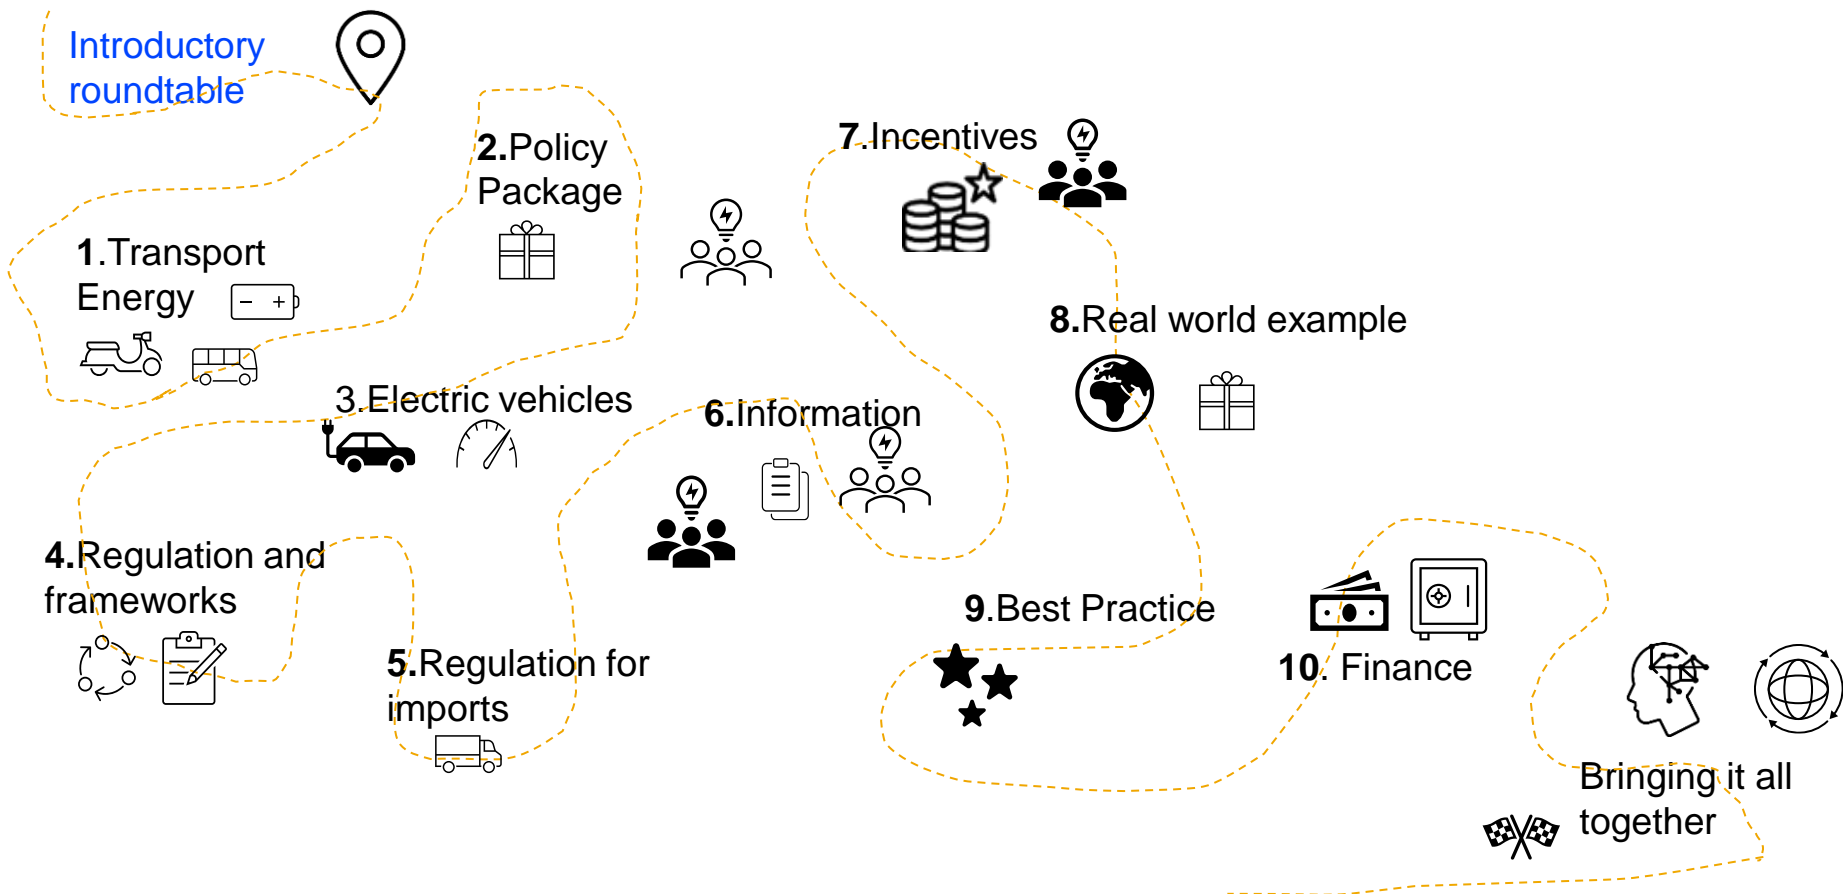 Introductory
roundtable
1.Transport
Energy
2.Policy
Package
3.Electric vehicles
4.Regulation and
frameworks
5.Regulation for
imports
6.Information
7.Incentives
8.Real world example
9.Best Practice
10. Finance
Bringing it all
together